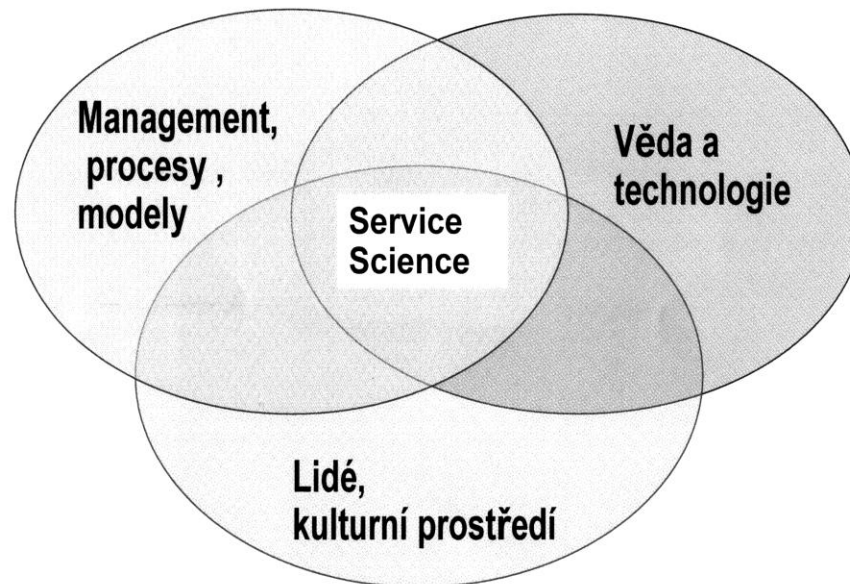 Management,
procesy ,
modely
Věda a
technologie
Service
Science
Lidé,
kulturní prostředí